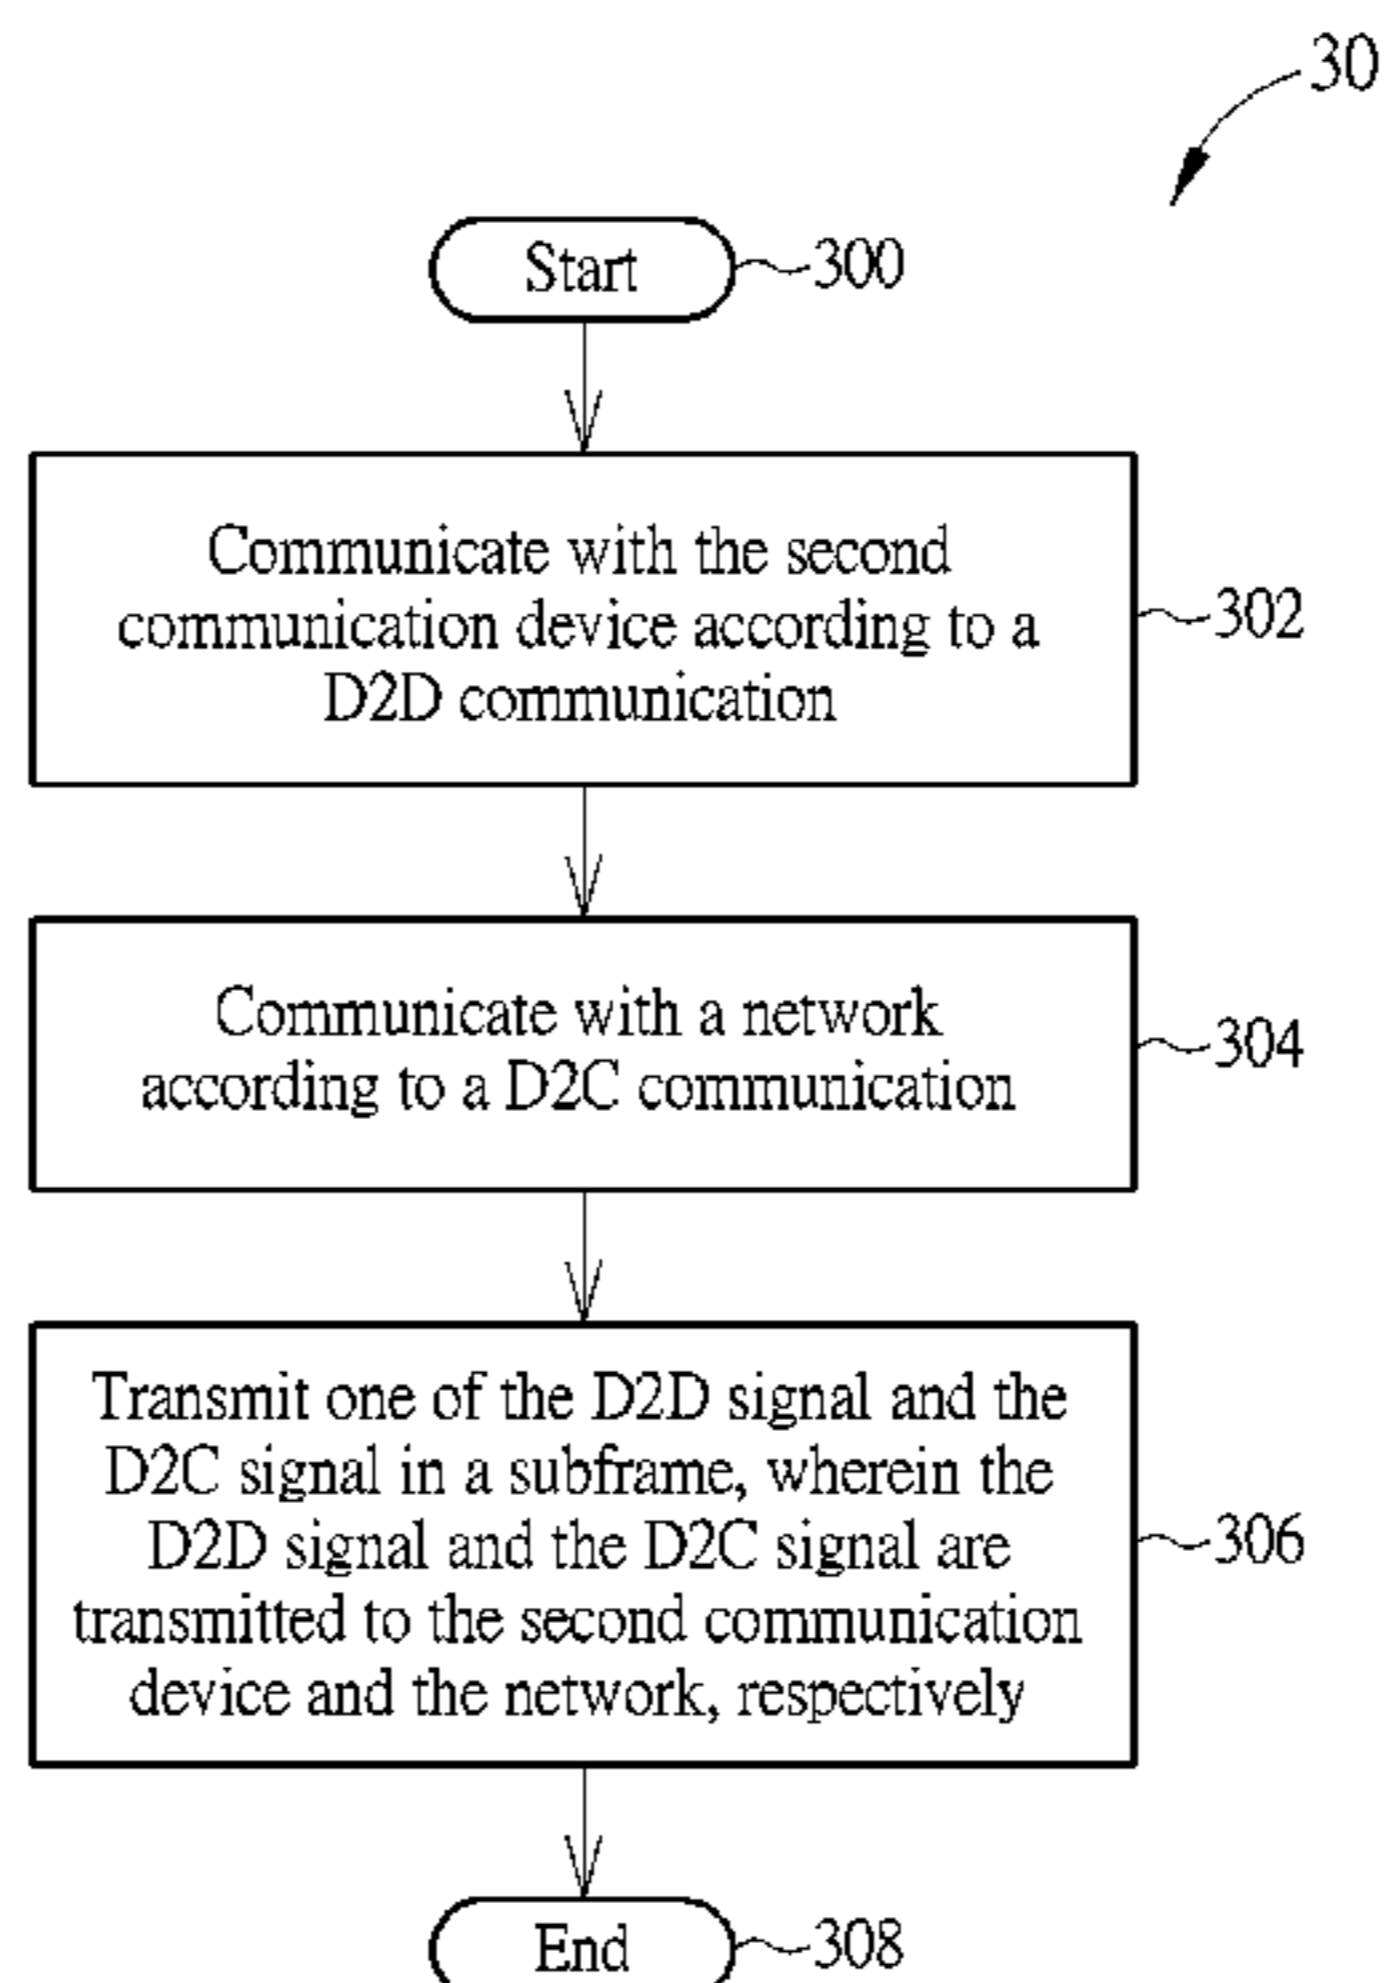 30
Start
300
Communicate with the second
communication device according to a
D2D communication
302
Communicate with a network
according to a D2C communication
304
Transmit one of the D2D signal and the
D2C signal in a subframe, wherein the
D2D signal and the D2C signal are
transmitted to the second communication
device and the network, respectively
306
End
308